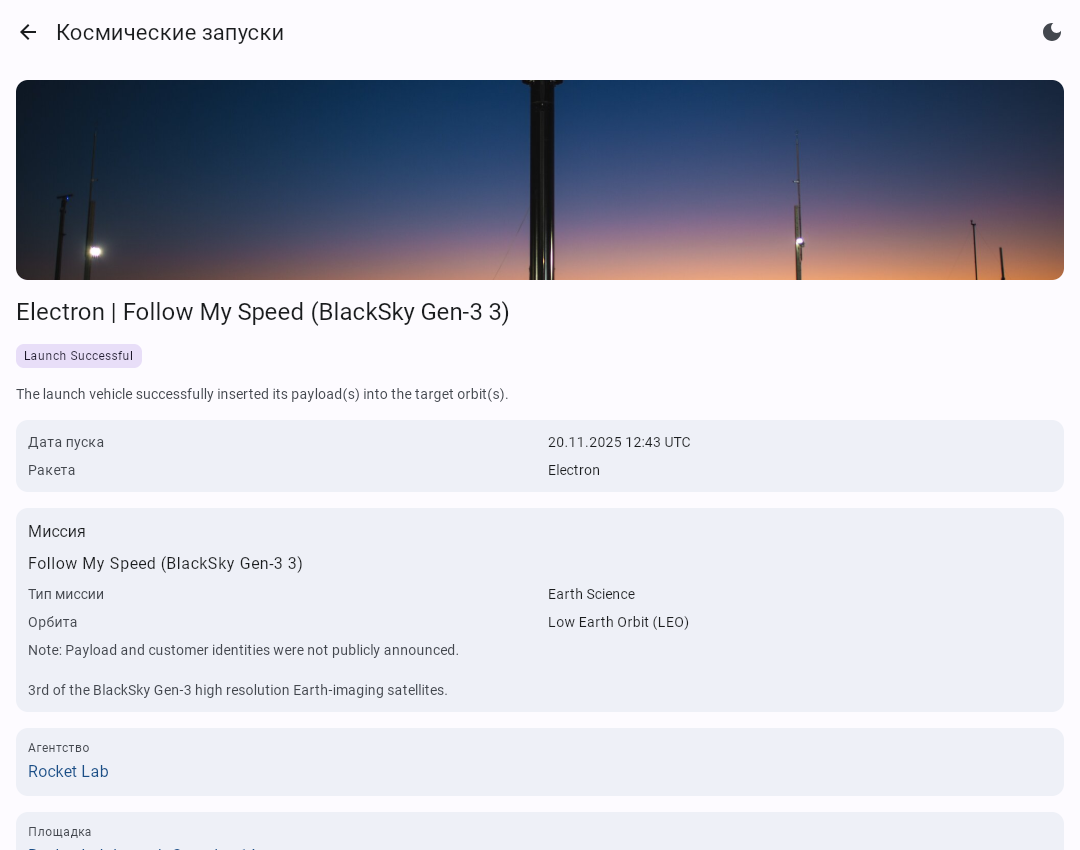 Космические запуски
Electron | Follow My Speed (BlackSky Gen-3 3)
Launch Successful
The launch vehicle successfully inserted its payload(s) into the target orbit(s).
Дата пуска 20.11.2025 12:43 UTC
Ракета Electron
Миссия
Follow My Speed (BlackSky Gen-3 3)
Тип миссии Earth Science
Орбита Low Earth Orbit (LEO)
Note: Payload and customer identities were not publicly announced.
3rd of the BlackSky Gen-3 high resolution Earth-imaging satellites.
Агентство
Rocket Lab
Площадка